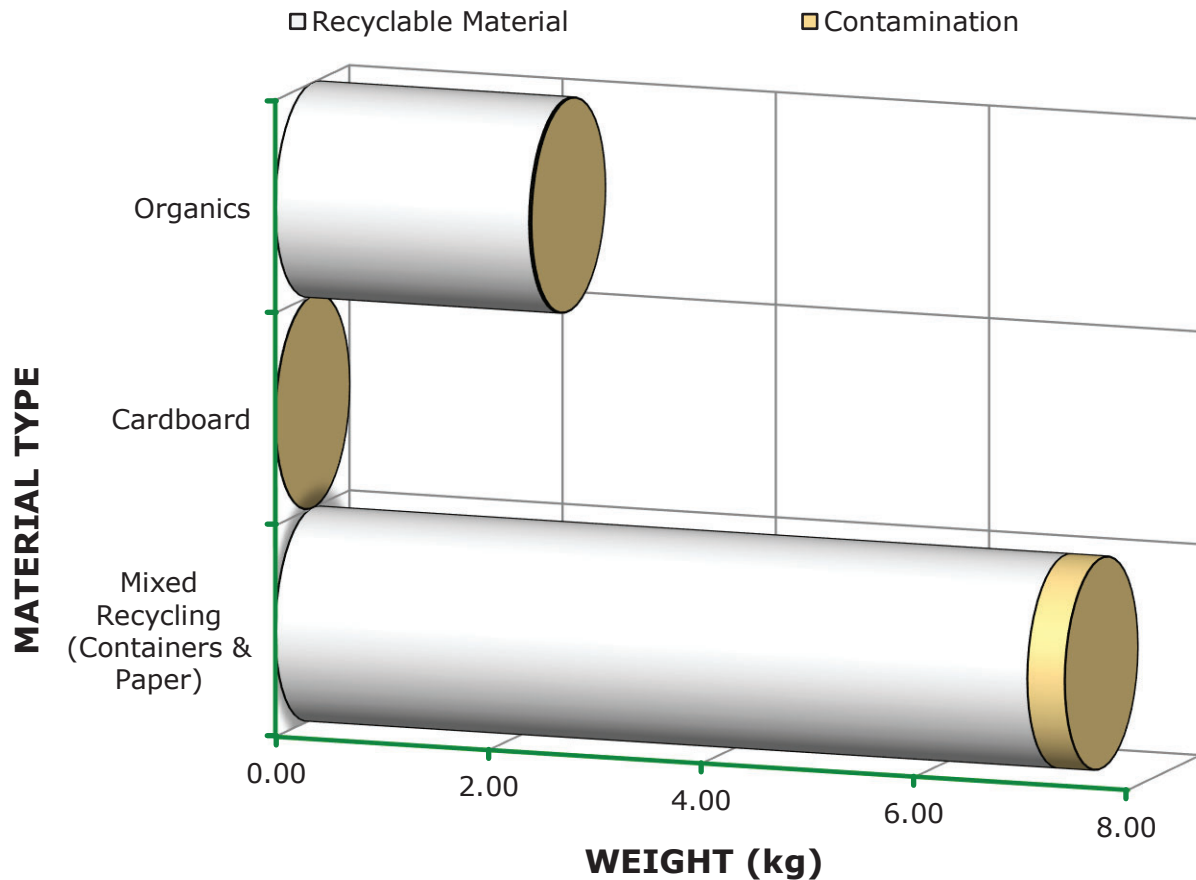 Recyclable Material
Contamination
MATERIAL TYPE
Organics
Cardboard
Mixed
Recycling
(Containers &
Paper)
0.00
2.00
4.00
6.00
8.00
WEIGHT (kg)